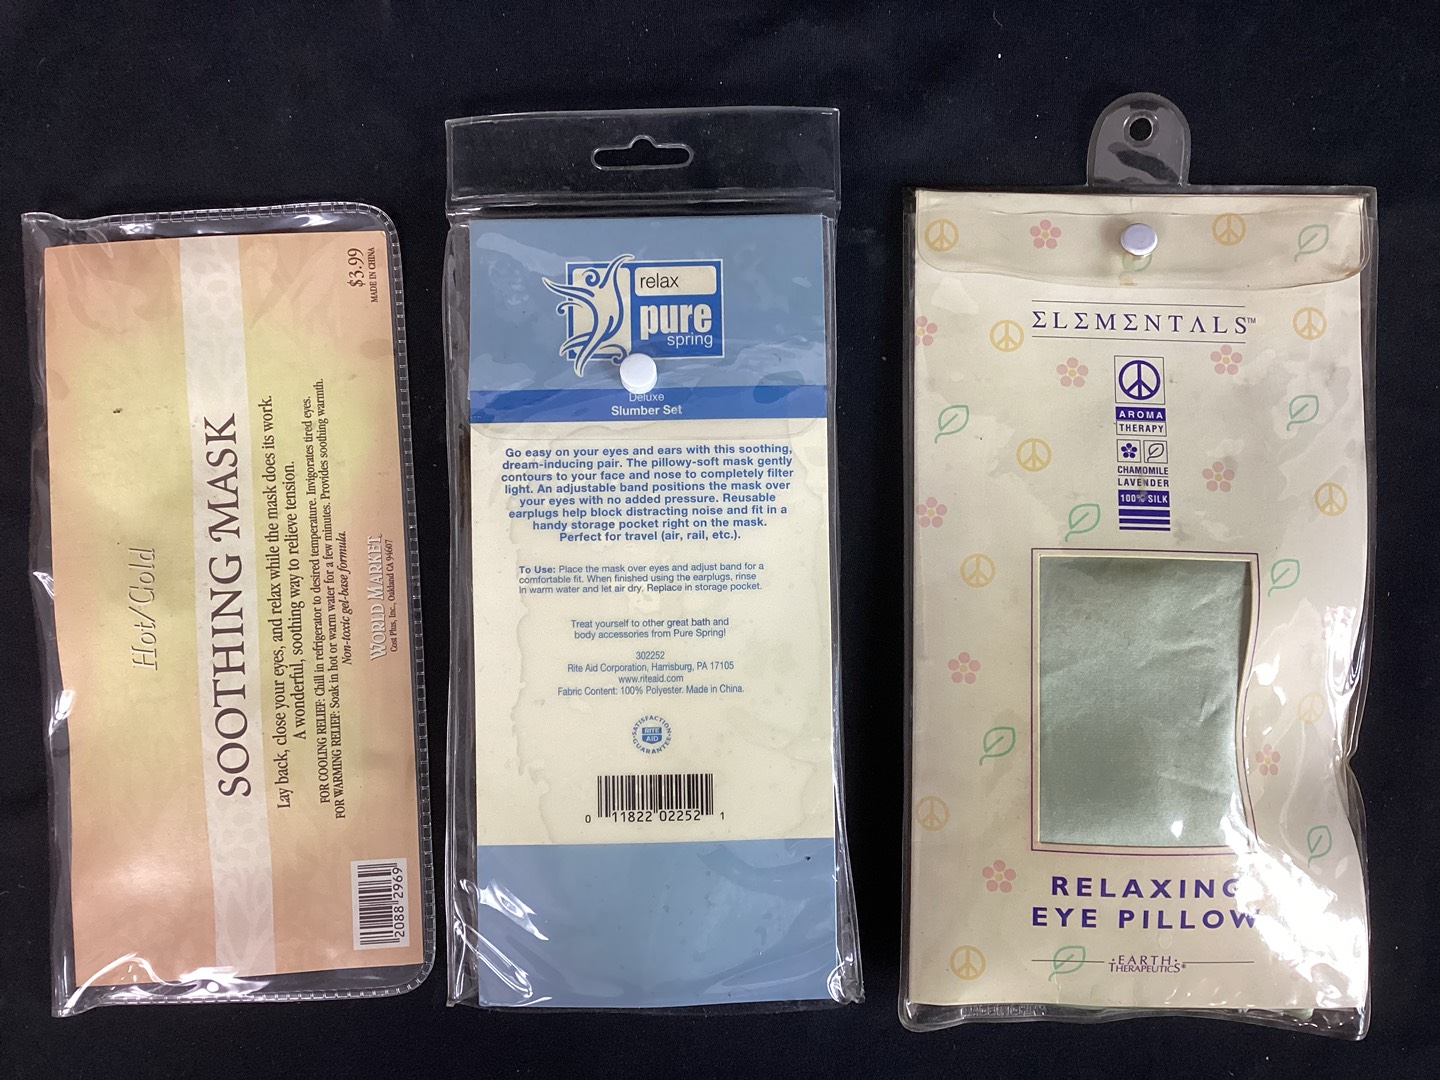 Hot/Cold
SOOTHING MASK
Lay back, close your eyes, and relax while the mask does its work.
A wonderful, soothing way to relieve tension.
FOR COOLING RELIEF: Chill in refrigerator to desired temperature. Invigorates tired eyes.
FOR WARMING RELIEF: Soak in hot or warm water for a few minutes. Provides soothing warmth.
Non-toxic gel-base formula.
WORLD MARKET.
Cost Plus, Inc., Oakland CA 94607
$3.99
MADE IN CHINA
2088 2969
relax
pure
spring
Deluxe
Slumber Set
Go easy on your eyes and ears with this soothing,
dream-inducing pair. The pillowy-soft mask gently
contours to your face and nose to completely filter
light. An adjustable band positions the mask over
your eyes with no added pressure. Reusable
earplugs help block distracting noise and fit in a
handy storage pocket right on the mask.
Perfect for travel (air, rail, etc.).
To Use: Place the mask over eyes and adjust band for a
comfortable fit. When finished using the earplugs, rinse
in warm water and let air dry. Replace in storage pocket.
Treat yourself to other great bath and
body accessories from Pure Spring!
302252
Rite Aid Corporation, Harrisburg, PA 17105
www.riteaid.com
Fabric Content: 100% Polyester. Made in China.
SATISFACTION
RITE
AID
GUARANTEE
0 11822 02252 1
ΣLΣMΣNTΛLS™
AROMA
THERAPY
CHAMOMILE
LAVENDER
100% SILK
RELAXING
EYE PILLOW
·EARTH·
THERAPEUTICS®